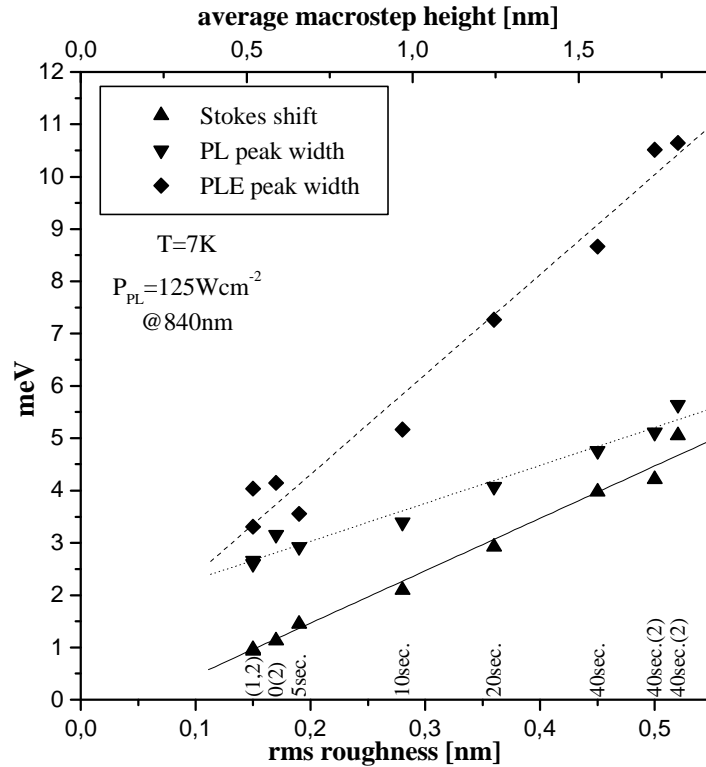 average macrostep height [nm]
0,0 0,5 1,0 1,5
12
11
10
9
8
7
6
5
4
3
2
1
0
meV
Stokes shift
PL peak width
PLE peak width
T=7K
P_PL=125Wcm^-2
@840nm
(1,2)
0(2)
5sec.
10sec.
20sec.
40sec.
40sec.(2)
40sec.(2)
0,0 0,1 0,2 0,3 0,4 0,5
rms roughness [nm]